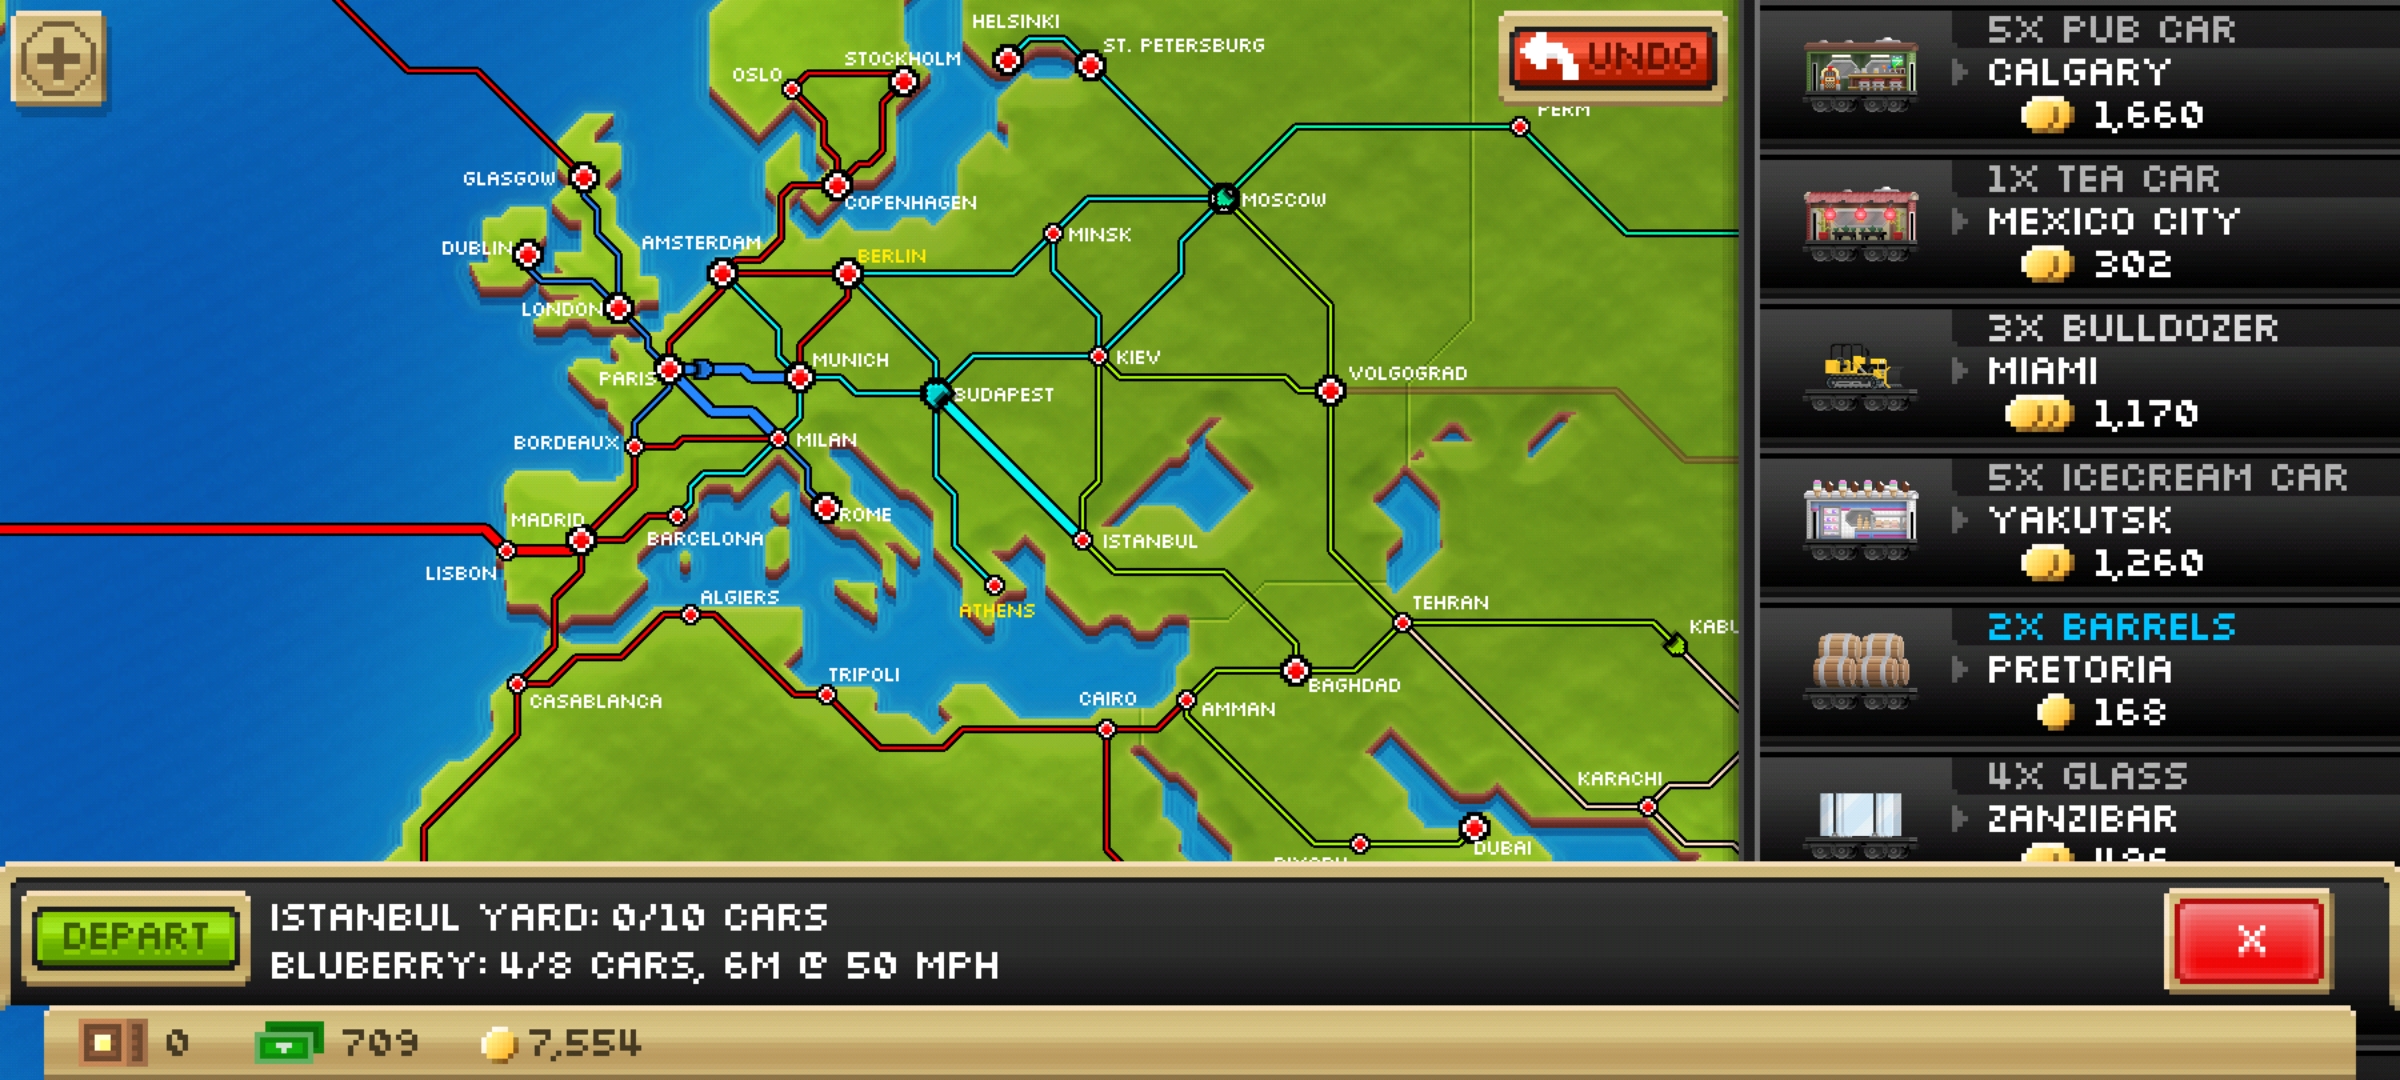 HELSINKI
ST. PETERSBURG
STOCKHOLM
OSLO
UNDO
PERM
GLASGOW
COPENHAGEN
MOSCOW
DUBLIN
AMSTERDAM
BERLIN
MINSK
LONDON
PARIS
MUNICH
KIEV
VOLGOGRAD
BUDAPEST
BORDEAUX
MILAN
MADRID
ROME
BARCELONA
ISTANBUL
LISBON
ALGIERS
ATHENS
TEHRAN
KABU
TRIPOLI
CASABLANCA
CAIRO
AMMAN
BAGHDAD
KARACHI
DUBAI
5X PUB CAR
CALGARY
1,660
1X TEA CAR
MEXICO CITY
302
3X BULLDOZER
MIAMI
1,170
5X ICECREAM CAR
YAKUTSK
1,260
2X BARRELS
PRETORIA
168
4X GLASS
ZANZIBAR
DEPART
ISTANBUL YARD: 0/10 CARS
BLUBERRY: 4/8 CARS, 6M @ 50 MPH
X
0
709
7,554